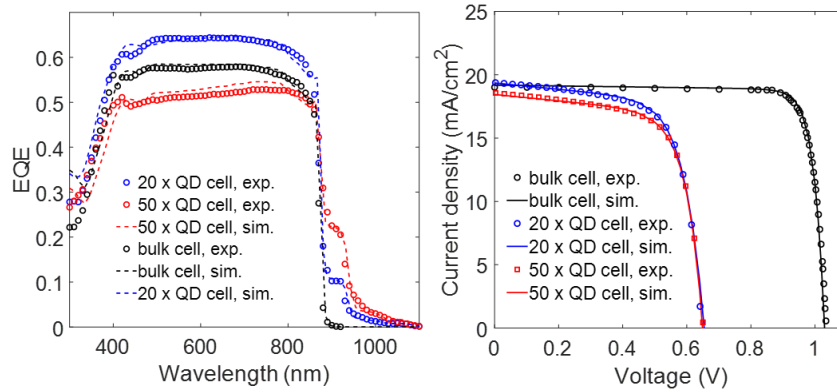 0.6
0.5
0.4
0.3
0.2
0.1
0
EQE
20 x QD cell, exp.
50 x QD cell, exp.
50 x QD cell, sim.
bulk cell, exp.
bulk cell, sim.
20 x QD cell, sim.
400 600 800 1000
Wavelength (nm)
25
20
15
10
5
0
Current density (mA/cm²)
bulk cell, exp.
bulk cell, sim.
20 x QD cell, exp.
20 x QD cell, sim.
50 x QD cell, exp.
50 x QD cell, sim.
0 0.2 0.4 0.6 0.8 1
Voltage (V)